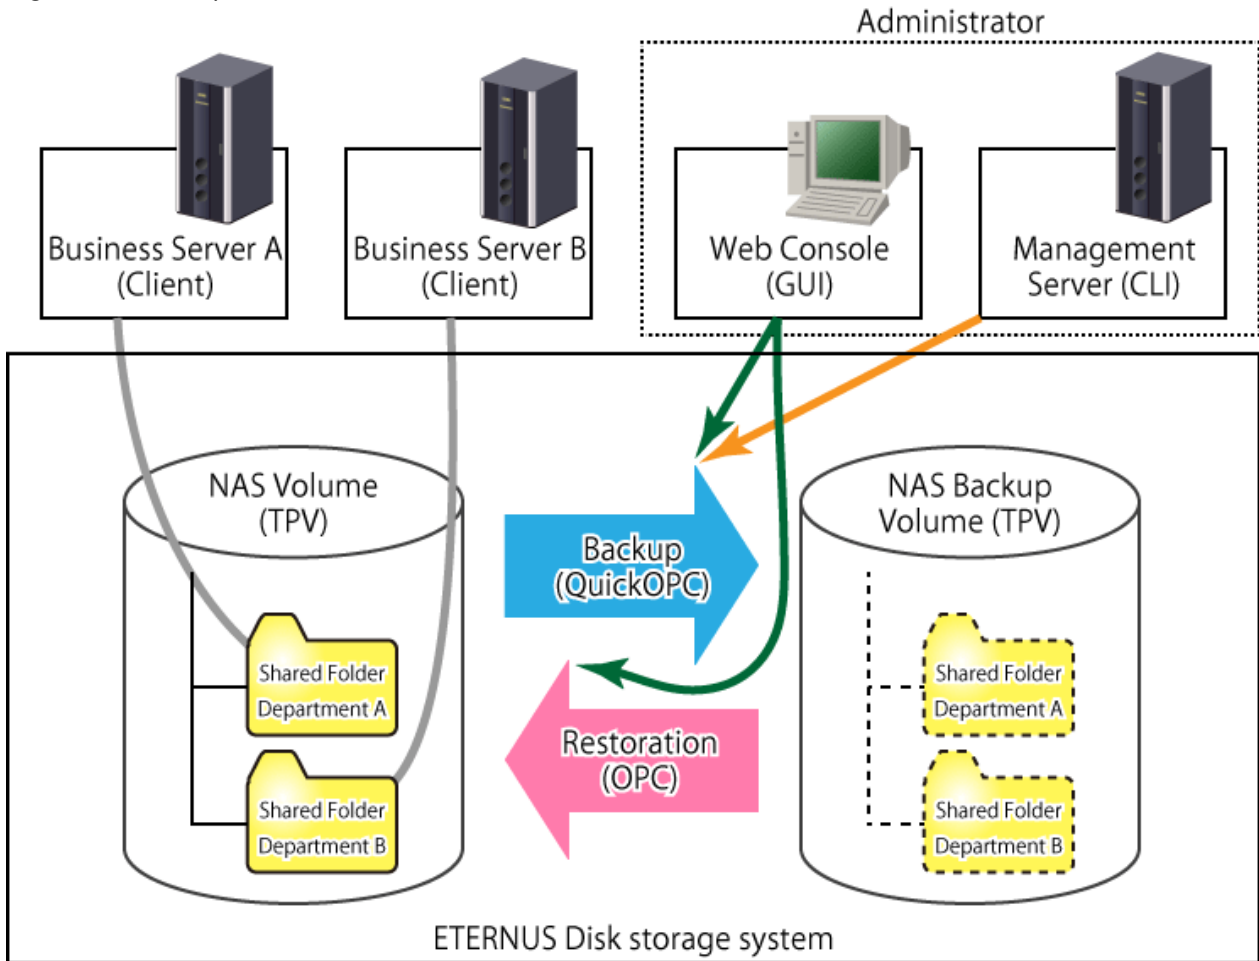 Administrator
Business Server A
(Client)
Business Server B
(Client)
Web Console
(GUI)
Management
Server (CLI)
NAS Volume
(TPV)
Backup
(QuickOPC)
NAS Backup
Volume (TPV)
Shared Folder
Department A
Shared Folder
Department B
Restoration
(OPC)
Shared Folder
Department A
Shared Folder
Department B
ETERNUS Disk storage system